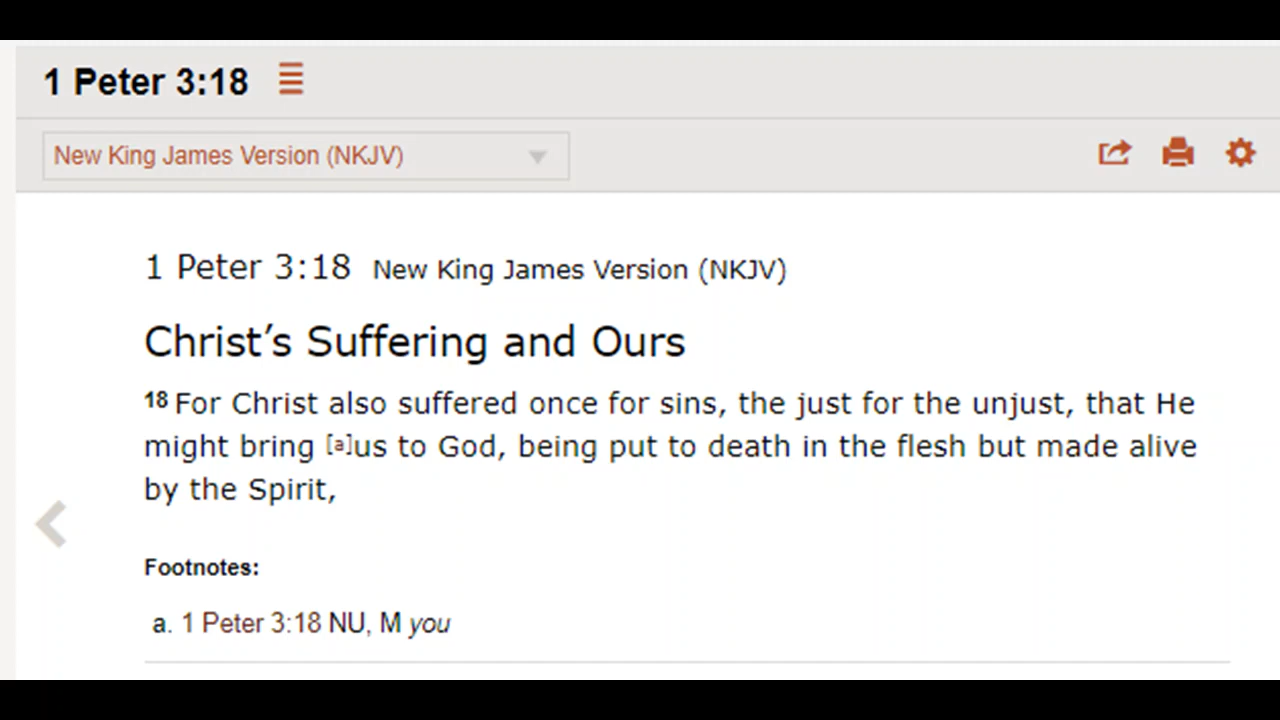 1 Peter 3:18
New King James Version (NKJV)
1 Peter 3:18 New King James Version (NKJV)
Christ’s Suffering and Ours
18 For Christ also suffered once for sins, the just for the unjust, that He
might bring [a]us to God, being put to death in the flesh but made alive
by the Spirit,
Footnotes:
a. 1 Peter 3:18 NU, M you